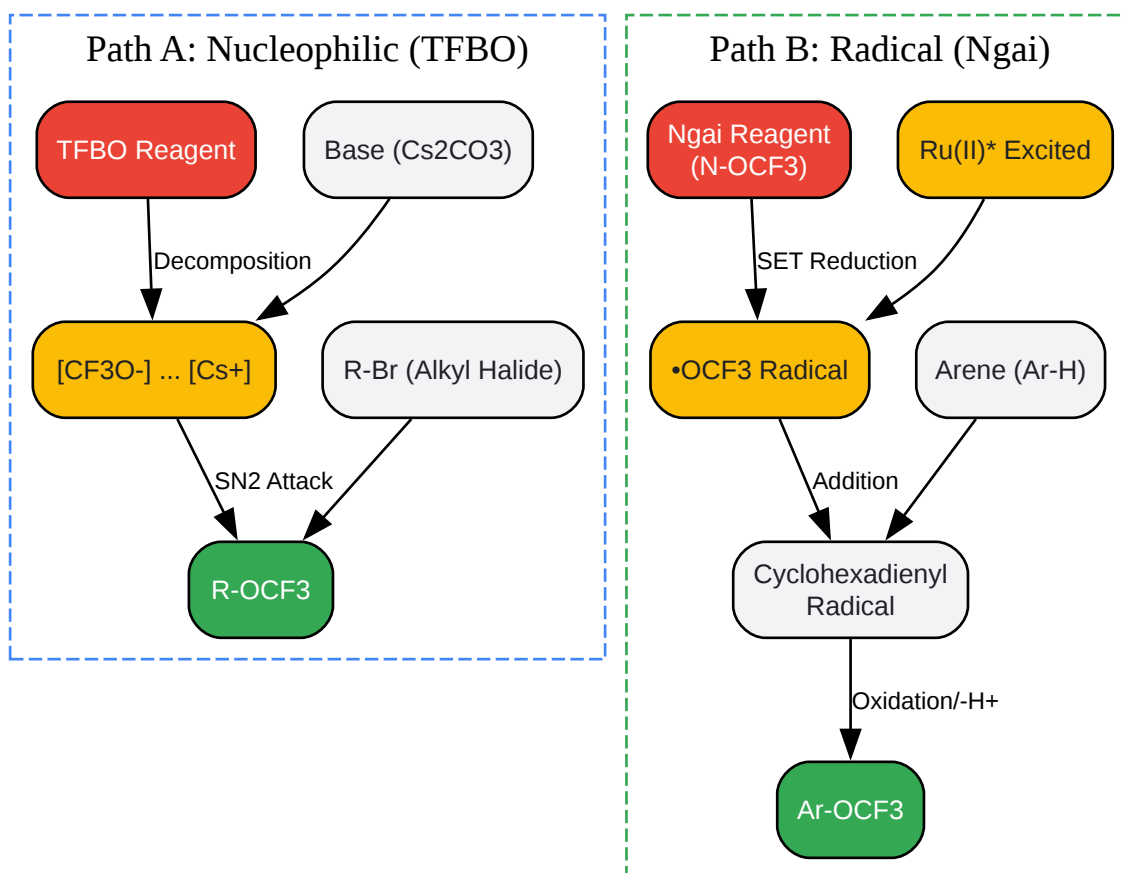 Path A: Nucleophilic (TFBO)
TFBO Reagent
Base (Cs2CO3)
Decomposition
[CF3O-] ... [Cs+]
R-Br (Alkyl Halide)
SN2 Attack
R-OCF3
Path B: Radical (Ngai)
Ngai Reagent
(N-OCF3)
Ru(II)* Excited
SET Reduction
•OCF3 Radical
Arene (Ar-H)
Addition
Cyclohexadienyl
Radical
Oxidation/-H+
Ar-OCF3